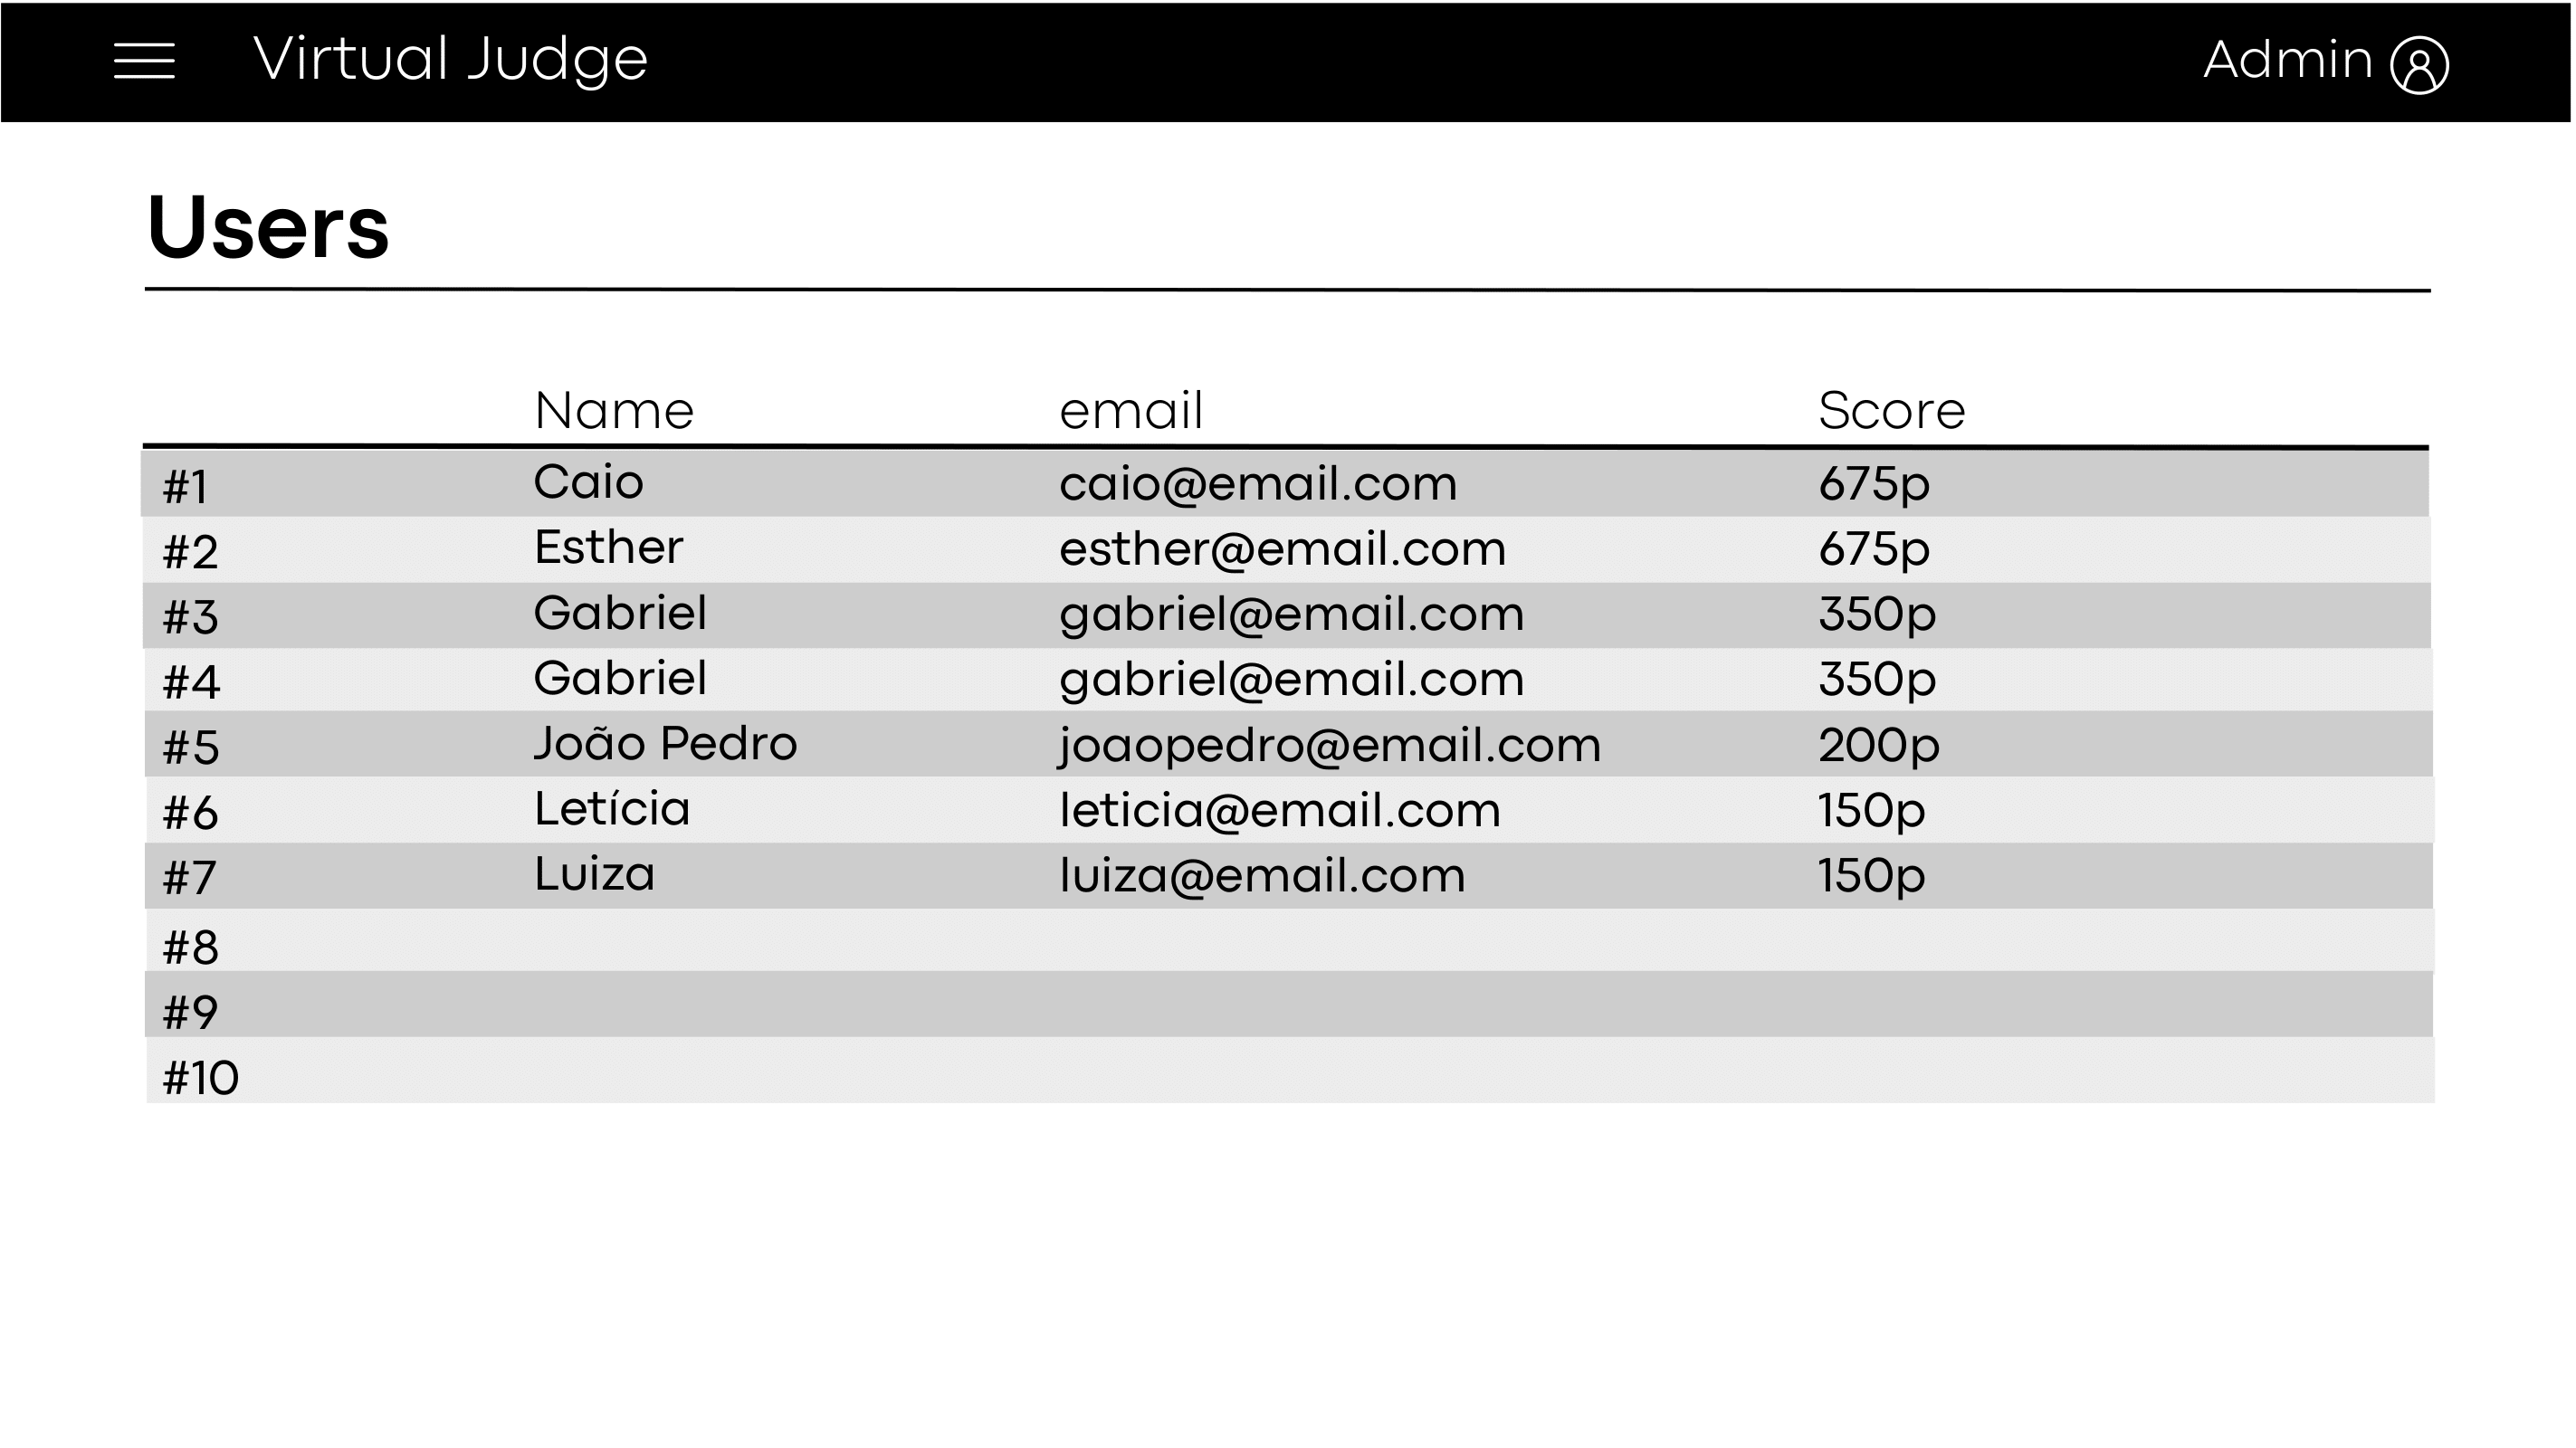 Virtual Judge Admin
Users
Name email Score
#1 Caio caio@email.com 675p
#2 Esther esther@email.com 675p
#3 Gabriel gabriel@email.com 350p
#4 Gabriel gabriel@email.com 350p
#5 João Pedro joaopedro@email.com 200p
#6 Letícia leticia@email.com 150p
#7 Luiza luiza@email.com 150p
#8
#9
#10